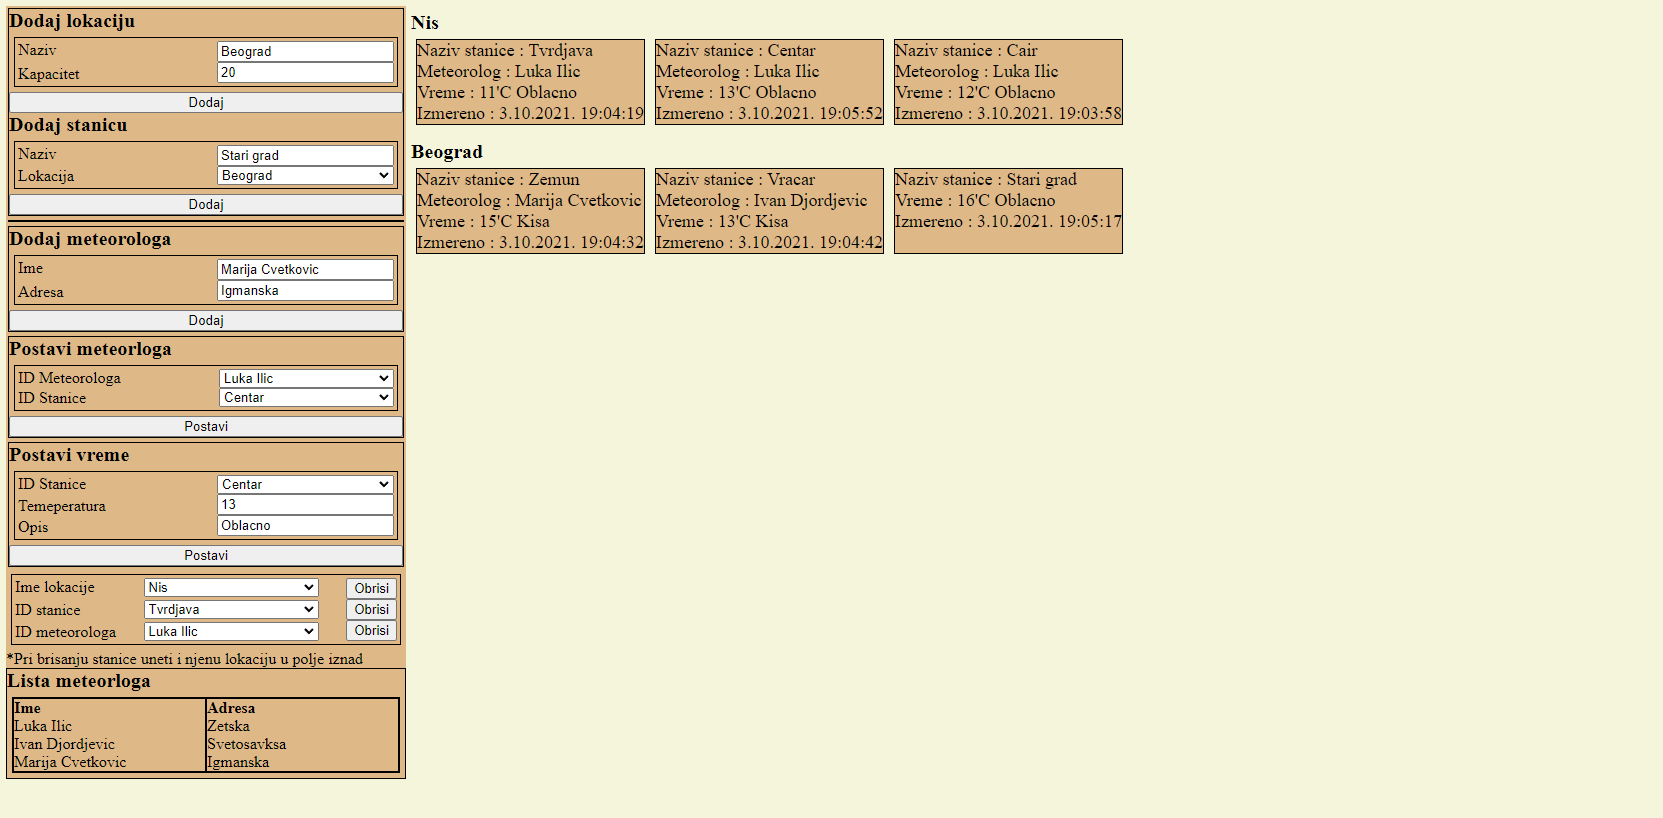 Dodaj lokaciju
Naziv Beograd
Kapacitet 20
Dodaj
Dodaj stanicu
Naziv Stari grad
Lokacija Beograd
Dodaj
Dodaj meteorologa
Ime Marija Cvetkovic
Adresa Igmanska
Dodaj
Postavi meteorloga
ID Meteorologa Luka Ilic
ID Stanice Centar
Postavi
Postavi vreme
ID Stanice Centar
Temeperatura 13
Opis Oblacno
Postavi
Ime lokacije Nis Obrisi
ID stanice Tvrdjava Obrisi
ID meteorologa Luka Ilic Obrisi
*Pri brisanju stanice uneti i njenu lokaciju u polje iznad
Lista meteorloga
Ime Adresa
Luka Ilic Zetska
Ivan Djordjevic Svetosavksa
Marija Cvetkovic Igmanska
Nis
Naziv stanice : Tvrdjava
Meteorolog : Luka Ilic
Vreme : 11'C Oblacno
Izmereno : 3.10.2021. 19:04:19
Naziv stanice : Centar
Meteorolog : Luka Ilic
Vreme : 13'C Oblacno
Izmereno : 3.10.2021. 19:05:52
Naziv stanice : Cair
Meteorolog : Luka Ilic
Vreme : 12'C Oblacno
Izmereno : 3.10.2021. 19:03:58
Beograd
Naziv stanice : Zemun
Meteorolog : Marija Cvetkovic
Vreme : 15'C Kisa
Izmereno : 3.10.2021. 19:04:32
Naziv stanice : Vracar
Meteorolog : Ivan Djordjevic
Vreme : 13'C Kisa
Izmereno : 3.10.2021. 19:04:42
Naziv stanice : Stari grad
Vreme : 16'C Oblacno
Izmereno : 3.10.2021. 19:05:17